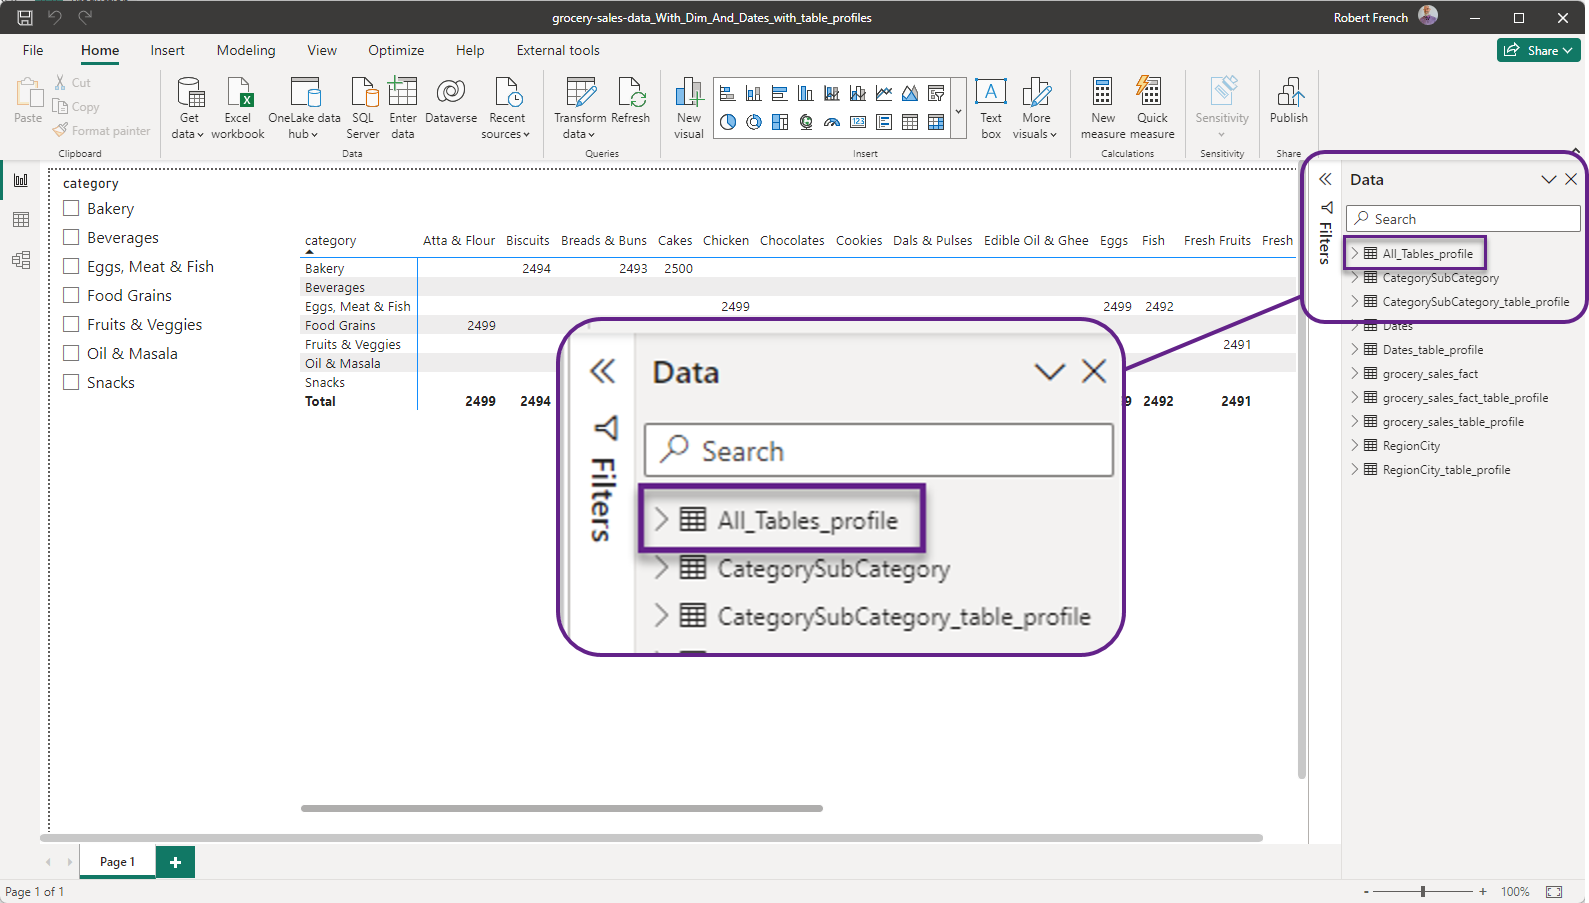 grocery-sales-data_With_Dim_And_Dates_with_table_profiles
Robert French
File Home Insert Modeling View Optimize Help External tools
Share
Paste
Cut
Copy
Format painter
Clipboard
Get data
Excel workbook
OneLake data hub
SQL Server
Enter data
Dataverse
Recent sources
Data
Transform data
Refresh
Queries
New visual
Text box
More visuals
Insert
New measure
Quick measure
Calculations
Sensitivity
Sensitivity
Publish
Share
category
Bakery
Beverages
Eggs, Meat & Fish
Food Grains
Fruits & Veggies
Oil & Masala
Snacks
category Atta & Flour Biscuits Breads & Buns Cakes Chicken Chocolates Cookies Dals & Pulses Edible Oil & Ghee Eggs Fish Fresh Fruits Fresh
Bakery 2494 2493 2500
Beverages
Eggs, Meat & Fish 2499 2499 2492
Food Grains 2499
Fruits & Veggies 2491
Oil & Masala
Snacks
Total 2499 2494 9 2492 2491
Data
Search
Filters
All_Tables_profile
CategorySubCategory
CategorySubCategory_table_profile
Data
Search
Filters
All_Tables_profile
CategorySubCategory
CategorySubCategory_table_profile
Dates
Dates_table_profile
grocery_sales_fact
grocery_sales_fact_table_profile
grocery_sales_table_profile
RegionCity
RegionCity_table_profile
Page 1
Page 1 of 1
100%